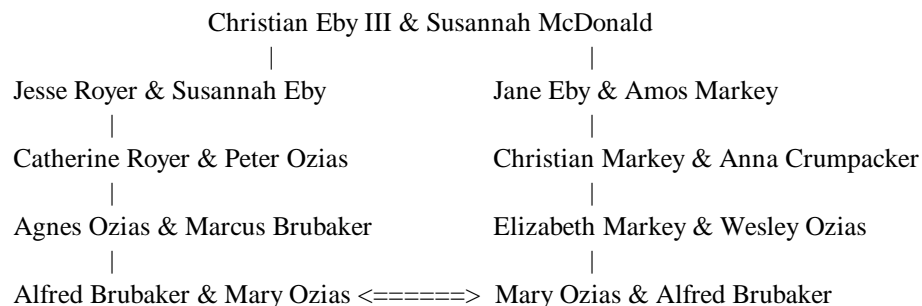 Christian Eby III & Susannah McDonald
| |
Jesse Royer & Susannah Eby Jane Eby & Amos Markey
| |
Catherine Royer & Peter Ozias Christian Markey & Anna Crumpacker
| |
Agnes Ozias & Marcus Brubaker Elizabeth Markey & Wesley Ozias
| |
Alfred Brubaker & Mary Ozias <======> Mary Ozias & Alfred Brubaker